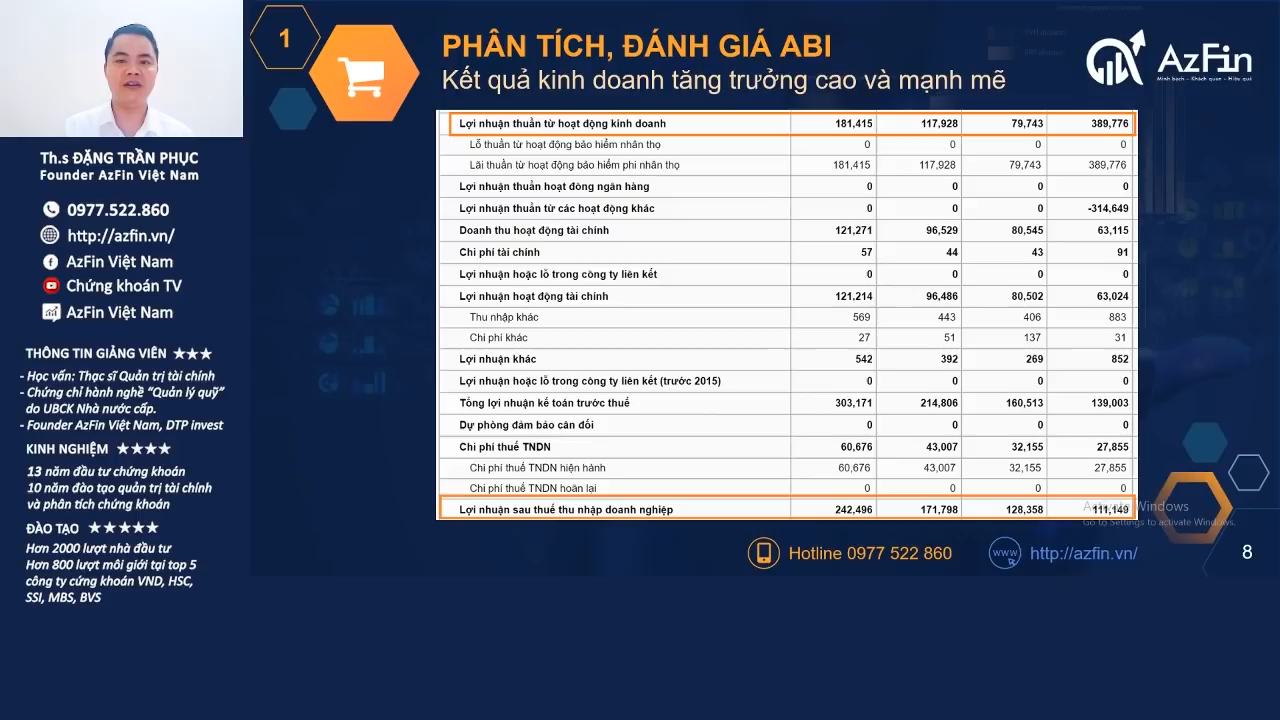 Th.s ĐẶNG TRẦN PHỤC
Founder AzFin Việt Nam
0977.522.860
http://azfin.vn/
AzFin Việt Nam
Chứng khoán TV
AzFin Việt Nam
THÔNG TIN GIẢNG VIÊN ★★★
- Học vấn: Thạc sĩ Quản trị tài chính
- Chứng chỉ hành nghề “Quản lý quỹ”
do UBCK Nhà nước cấp.
- Founder AzFin Việt Nam, DTP invest
KINH NGHIỆM ★★★★
13 năm đầu tư chứng khoán
10 năm đào tạo quản trị tài chính
và phân tích chứng khoán
ĐÀO TẠO ★★★★★
Hơn 2000 lượt nhà đầu tư
Hơn 800 lượt môi giới tại top 5
công ty cứng khoán VND, HSC,
SSI, MBS, BVS
1
PHÂN TÍCH, ĐÁNH GIÁ ABI
Kết quả kinh doanh tăng trưởng cao và mạnh mẽ
AzFin
Minh bạch - Khách quan - Hiệu quả
Lợi nhuận thuần từ hoạt động kinh doanh 181,415 117,928 79,743 389,776
Lỗ thuần từ hoạt động bảo hiểm nhân thọ 0 0 0 0
Lãi thuần từ hoạt động bảo hiểm phi nhân thọ 181,415 117,928 79,743 389,776
Lợi nhuận thuần hoạt đông ngân hàng 0 0 0 0
Lợi nhuận thuần từ các hoạt động khác 0 0 0 -314,649
Doanh thu hoạt động tài chính 121,271 96,529 80,545 63,115
Chi phí tài chính 57 44 43 91
Lợi nhuận hoặc lỗ trong công ty liên kết 0 0 0 0
Lợi nhuận hoạt động tài chính 121,214 96,486 80,502 63,024
Thu nhập khác 569 443 406 883
Chi phí khác 27 51 137 31
Lợi nhuận khác 542 392 269 852
Lợi nhuận hoặc lỗ trong công ty liên kết (trước 2015) 0 0 0 0
Tổng lợi nhuận kế toán trước thuế 303,171 214,806 160,513 139,003
Dự phòng đảm bảo cân đối 0 0 0 0
Chi phí thuế TNDN 60,676 43,007 32,155 27,855
Chi phí thuế TNDN hiện hành 60,676 43,007 32,155 27,855
Chi phí thuế TNDN hoãn lại 0 0 0 0
Lợi nhuận sau thuế thu nhập doanh nghiệp 242,496 171,798 128,358 111,149
Activate Windows
Go to Settings to activate Windows.
Hotline 0977 522 860
www
http://azfin.vn/
8